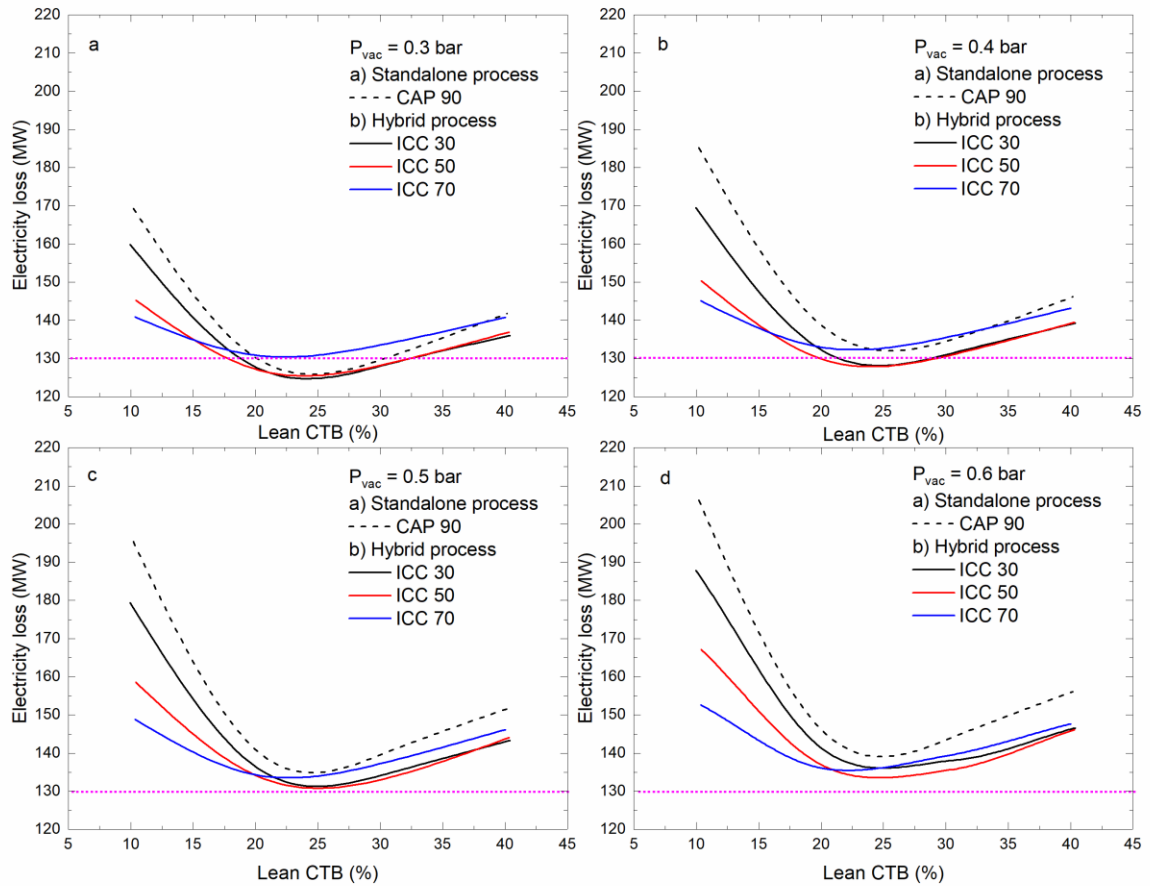 220
210
200
190
180
170
160
150
140
130
120
Electricity loss (MW)
a
Pvac = 0.3 bar
a) Standalone process
CAP 90
b) Hybrid process
ICC 30
ICC 50
ICC 70
5 10 15 20 25 30 35 40 45
Lean CTB (%)
220
210
200
190
180
170
160
150
140
130
120
Electricity loss (MW)
b
Pvac = 0.4 bar
a) Standalone process
CAP 90
b) Hybrid process
ICC 30
ICC 50
ICC 70
5 10 15 20 25 30 35 40 45
Lean CTB (%)
220
210
200
190
180
170
160
150
140
130
120
Electricity loss (MW)
c
Pvac = 0.5 bar
a) Standalone process
CAP 90
b) Hybrid process
ICC 30
ICC 50
ICC 70
5 10 15 20 25 30 35 40 45
Lean CTB (%)
220
210
200
190
180
170
160
150
140
130
120
Electricity loss (MW)
d
Pvac = 0.6 bar
a) Standalone process
CAP 90
b) Hybrid process
ICC 30
ICC 50
ICC 70
5 10 15 20 25 30 35 40 45
Lean CTB (%)